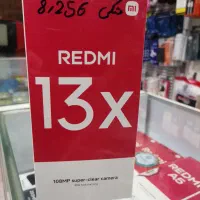 8,256 ص
mi
REDMI
13x
108MP super-clear camera
REDMI
A5